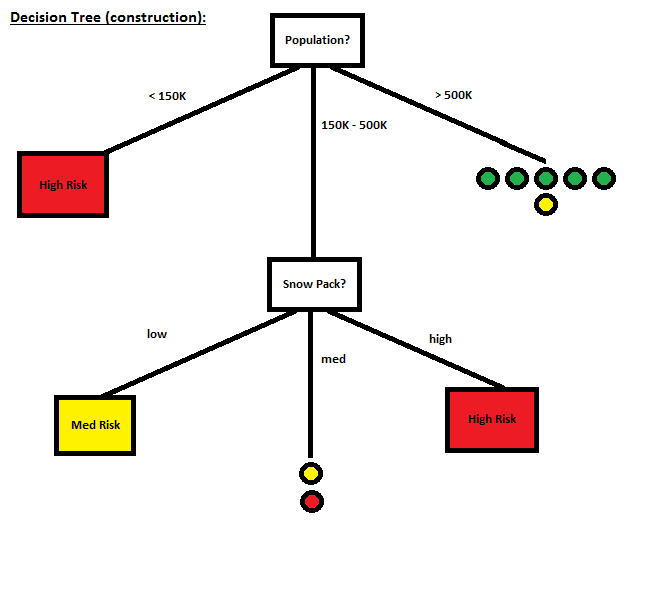 Decision Tree (construction):
Population?
< 150K
150K - 500K
> 500K
High Risk
Snow Pack?
low
med
high
Med Risk
High Risk